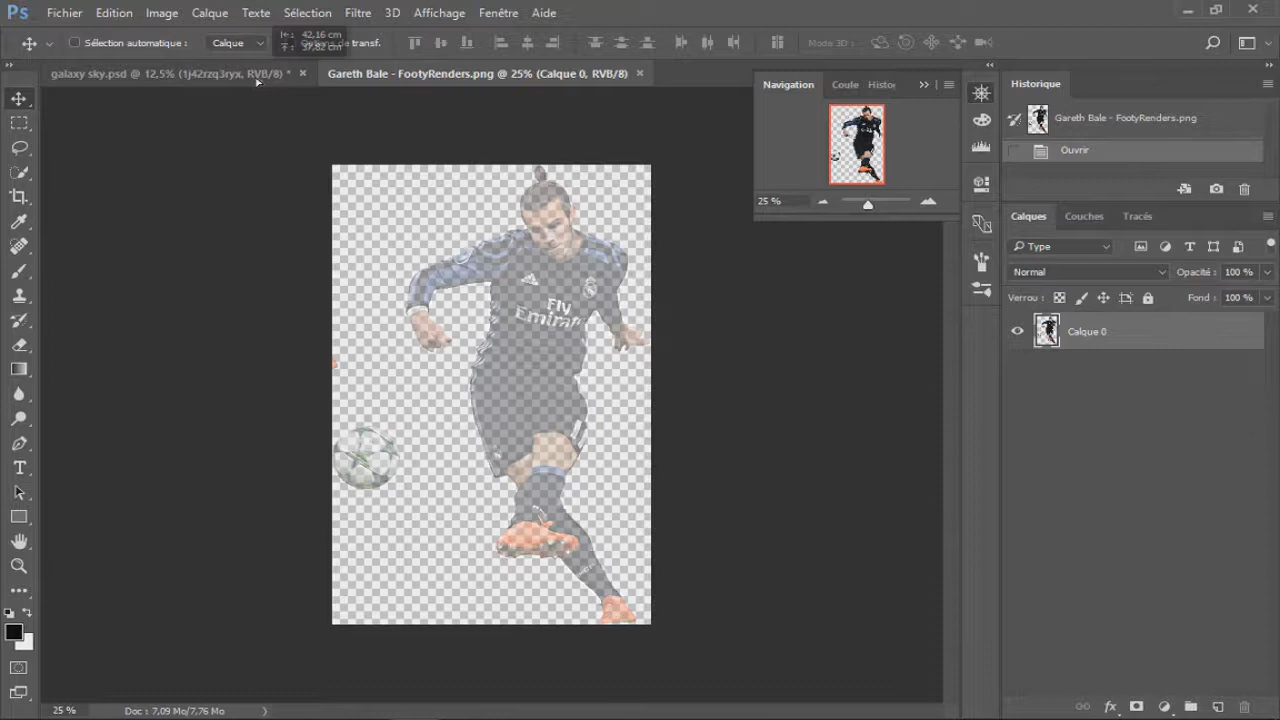 Ps Fichier Edition Image Calque Texte Sélection Filtre 3D Affichage Fenêtre Aide
Sélection automatique : Calque 42,16 cm de transf. Mode 3D :
galaxy sky.psd @ 12,5% (1j42rzq3ryx, RVB/8) * Gareth Bale - FootyRenders.png @ 25% (Calque 0, RVB/8)
Navigation Coule Histo
25 %
Historique
Gareth Bale - FootyRenders.png
Ouvrir
Calques Couches Tracés
Type
Normal Opacité : 100 %
Verrou : Fond : 100 %
Calque 0
Fly
Emirates
25 % Doc : 7,09 Mo/7,76 Mo